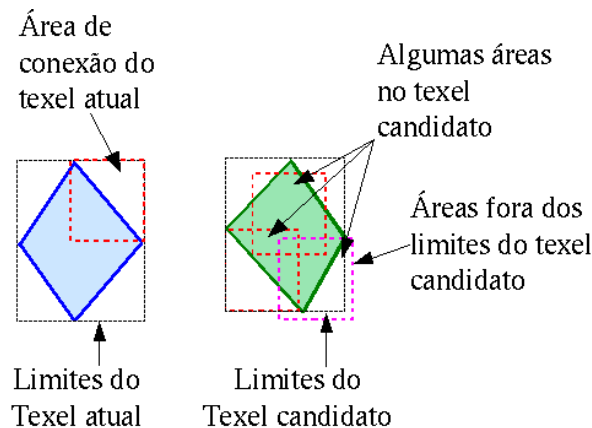 Área de
conexão do
texel atual
Algumas áreas
no texel
candidato
Áreas fora dos
limites do texel
candidato
Limites do
Texel atual
Limites do
Texel candidato